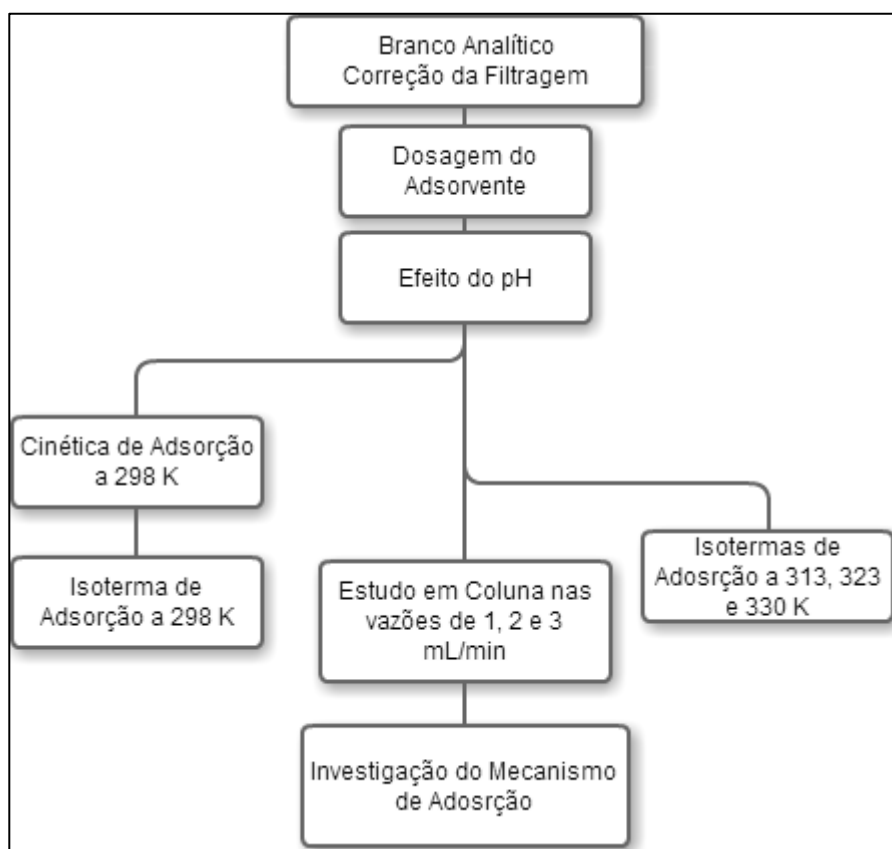 Branco Analítico
Correção da Filtragem
Dosagem do
Adsorvente
Efeito do pH
Cinética de Adsorção
a 298 K
Isoterma de
Adsorção a 298 K
Estudo em Coluna nas
vazões de 1, 2 e 3
mL/min
Isotermas de
Adosrção a 313, 323
e 330 K
Investigação do Mecanismo
de Adosrção